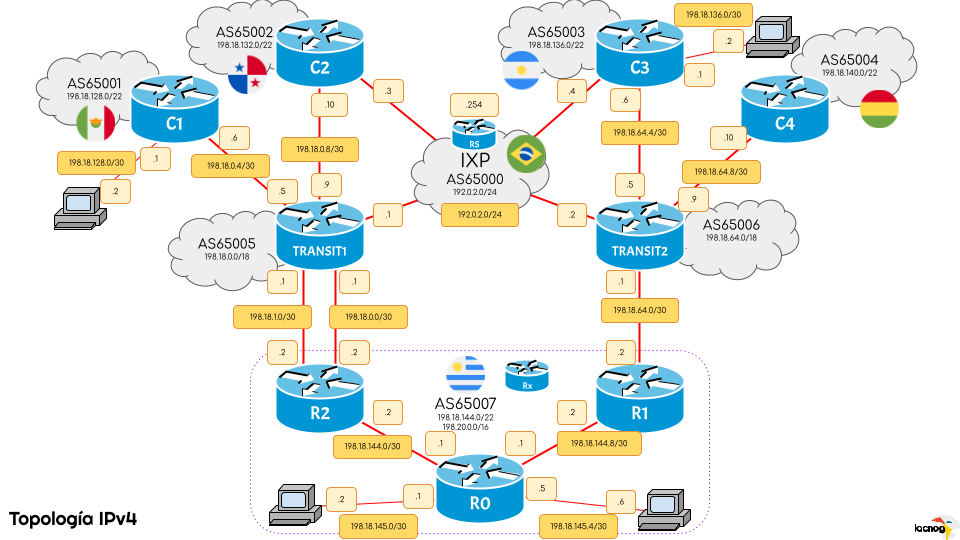 AS65002
198.18.132.0/22
C2
AS65003
198.18.136.0/22
C3
198.18.136.0/30
.2
.1
AS65004
198.18.140.0/22
C4
AS65001
198.18.128.0/22
C1
198.18.128.0/30
.1
.2
.6
198.18.0.4/30
.5
.10
198.18.0.8/30
.9
.3
.254
RS
IXP
AS65000
192.0.2.0/24
192.0.2.0/24
.4
.6
198.18.64.4/30
.5
.10
198.18.64.8/30
.9
.1
.2
AS65005
198.18.0.0/18
TRANSIT1
TRANSIT2
AS65006
198.18.64.0/18
.1
.1
198.18.1.0/30
198.18.0.0/30
.2
.2
.1
198.18.64.0/30
.2
R2
AS65007
198.18.144.0/22
198.20.0.0/16
Rx
R1
.2
198.18.144.0/30
.1
.2
198.18.144.8/30
.1
R0
.2
.1
198.18.145.0/30
.5
.6
198.18.145.4/30
Topología IPv4
lacnog